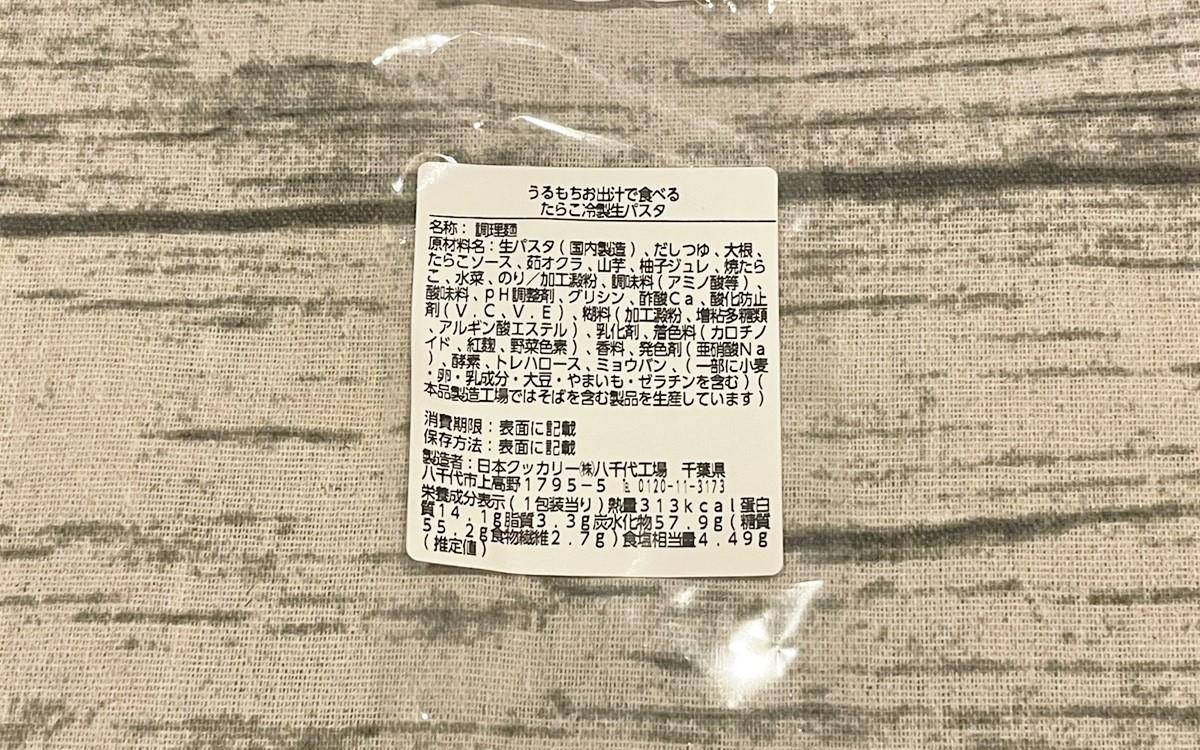 うるもちお出汁で食べる
たらこ冷製生パスタ
名称：調理麺
原材料名：生パスタ（国内製造）、だしつゆ、大根、
たらこソース、茹オクラ、山芋、柚子ジュレ、焼たら
こ、水菜、のり／加工澱粉、調味料（アミノ酸等）、
酸味料、ｐＨ調整剤、グリシン、酢酸Ｃａ、酸化防止
剤（Ｖ．Ｃ、Ｖ．Ｅ）、糊料（加工澱粉、増粘多糖類
、アルギン酸エステル）、乳化剤、着色料（カロチノ
イド、紅麹、野菜色素）、香料、発色剤（亜硝酸Ｎａ
）、酵素、トレハロース、ミョウバン、（一部に小麦
・卵・乳成分・大豆・やまいも・ゼラチンを含む）（
本品製造工場ではそばを含む製品を生産しています）
消費期限：表面に記載
保存方法：表面に記載
製造者：日本クッカリー㈱八千代工場　千葉県
八千代市上高野１７９５－５　℡ 0120-11-3173
栄養成分表示（１包装当り）熱量３１３ｋｃａｌ蛋白
質１４．１ｇ脂質３．３ｇ炭水化物５７．９ｇ（糖質
５５．２ｇ食物繊維２．７ｇ）食塩相当量４．４９ｇ
（推定値）